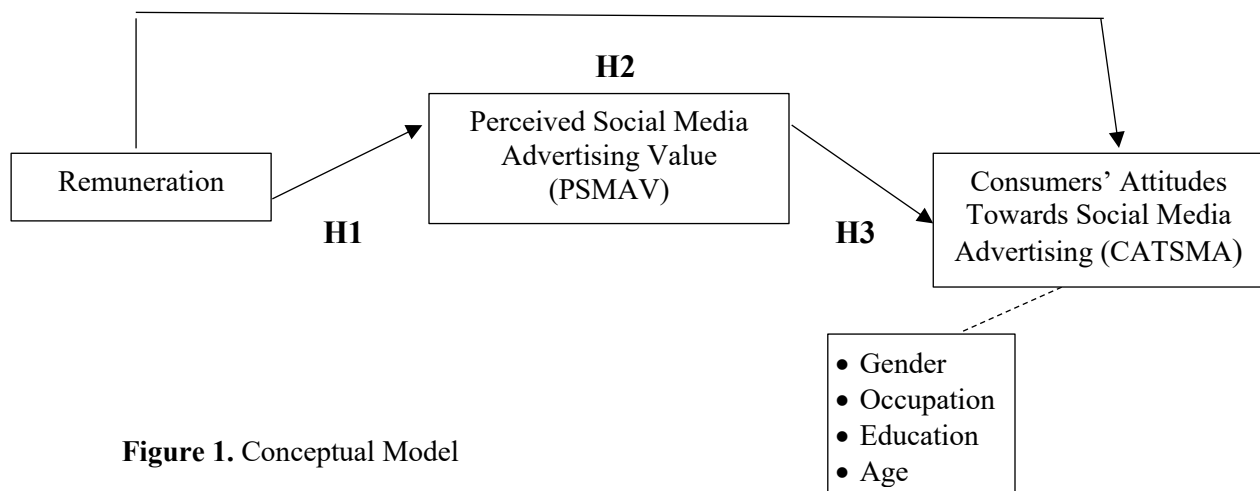 H2
Perceived Social Media
Advertising Value
(PSMAV)
Remuneration
Consumers’ Attitudes
Towards Social Media
Advertising (CATSMA)
H1
H3
• Gender
• Occupation
• Education
• Age
Figure 1. Conceptual Model